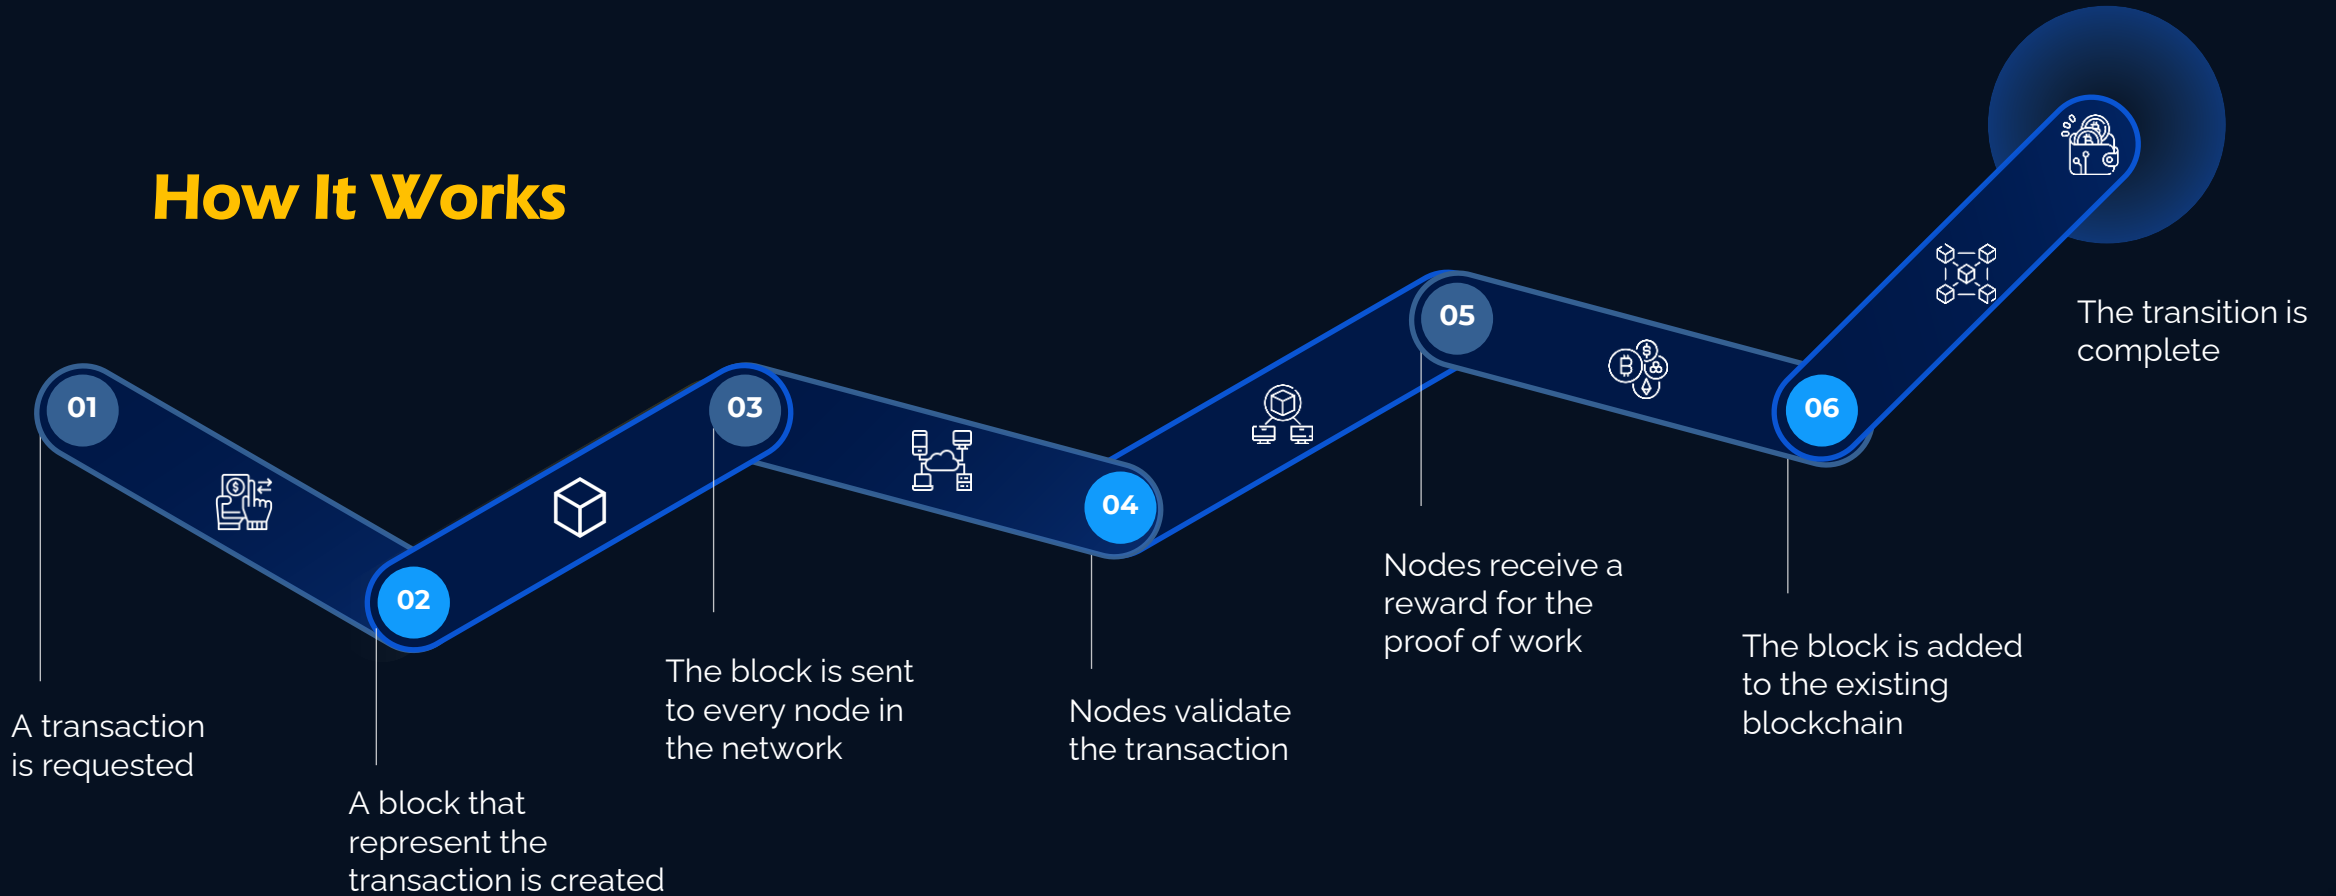 How It Works
01
A transaction
is requested
02
A block that
represent the
transaction is created
03
The block is sent
to every node in
the network
04
Nodes validate
the transaction
05
Nodes receive a
reward for the
proof of work
06
The block is added
to the existing
blockchain
The transition is
complete